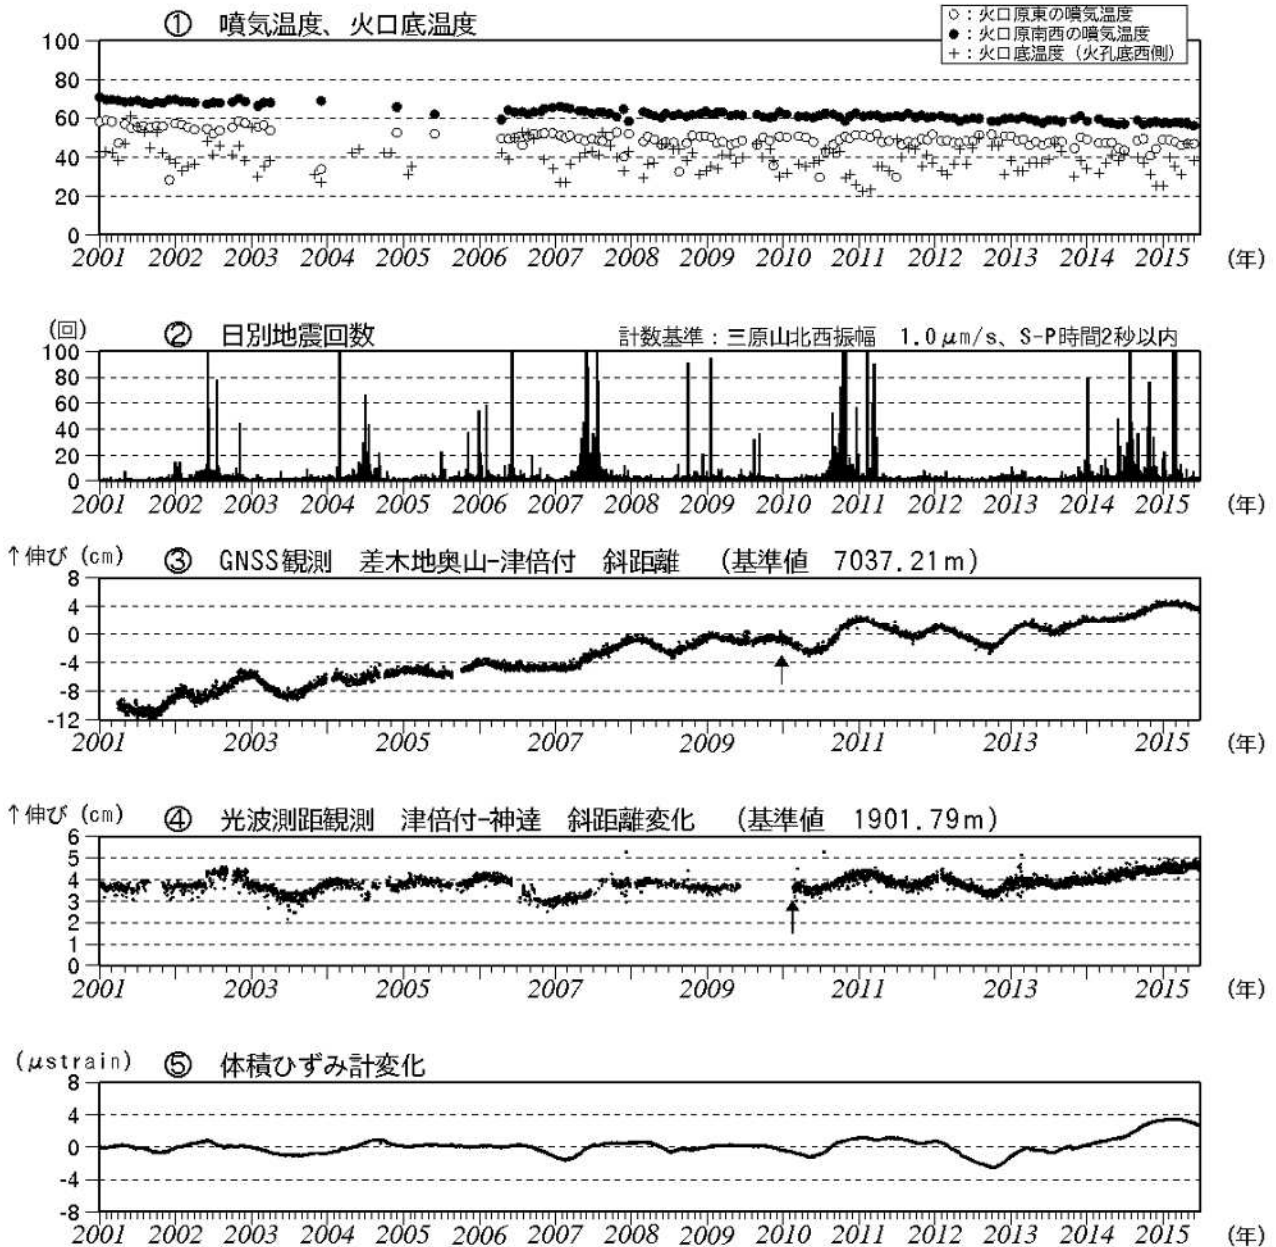 ① 噴気温度、火口底温度
○：火口原東の噴気温度
●：火口原南西の噴気温度
＋：火口底温度（火孔底西側）
100
80
60
40
20
0
2001 2002 2003 2004 2005 2006 2007 2008 2009 2010 2011 2012 2013 2014 2015 (年)
(回) ② 日別地震回数 計数基準：三原山北西振幅 1.0μm/s、S-P時間2秒以内
100
80
60
40
20
0
2001 2002 2003 2004 2005 2006 2007 2008 2009 2010 2011 2012 2013 2014 2015 (年)
↑伸び (cm) ③ GNSS観測 差木地奥山-津倍付 斜距離 (基準値 7037.21m)
8
4
0
-4
-8
-12
2001 2003 2005 2007 2009 2011 2013 2015 (年)
↑伸び (cm) ④ 光波測距観測 津倍付-神達 斜距離変化 (基準値 1901.79m)
6
5
4
3
2
1
0
2001 2003 2005 2007 2009 2011 2013 2015 (年)
(μstrain) ⑤ 体積ひずみ計変化
8
4
0
-4
-8
2001 2002 2003 2004 2005 2006 2007 2008 2009 2010 2011 2012 2013 2014 2015 (年)